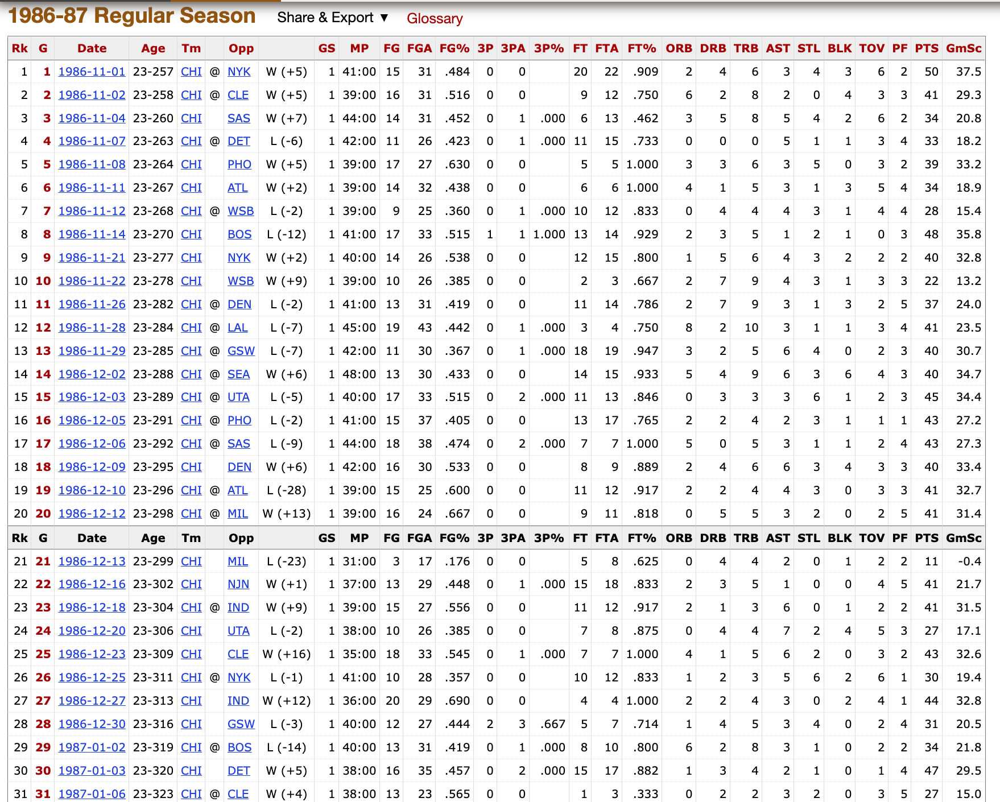 1986-87 Regular Season Share & Export ▼ Glossary
Rk G Date Age Tm Opp GS MP FG FGA FG% 3P 3PA 3P% FT FTA FT% ORB DRB TRB AST STL BLK TOV PF PTS GmSc
1 1 1986-11-01 23-257 CHI @ NYK W (+5) 1 41:00 15 31 .484 0 0 20 22 .909 2 4 6 3 4 3 6 2 50 37.5
2 2 1986-11-02 23-258 CHI @ CLE W (+5) 1 39:00 16 31 .516 0 0 9 12 .750 6 2 8 2 0 4 3 3 41 29.3
3 3 1986-11-04 23-260 CHI SAS W (+7) 1 44:00 14 31 .452 0 1 .000 6 13 .462 3 5 8 5 4 2 6 2 34 20.8
4 4 1986-11-07 23-263 CHI @ DET L (-6) 1 42:00 11 26 .423 0 1 .000 11 15 .733 0 0 0 5 1 1 3 4 33 18.2
5 5 1986-11-08 23-264 CHI PHO W (+5) 1 39:00 17 27 .630 0 0 5 5 1.000 3 3 6 3 5 0 3 2 39 33.2
6 6 1986-11-11 23-267 CHI ATL W (+2) 1 39:00 14 32 .438 0 0 6 6 1.000 4 1 5 3 1 3 5 4 34 18.9
7 7 1986-11-12 23-268 CHI @ WSB L (-2) 1 39:00 9 25 .360 0 1 .000 10 12 .833 0 4 4 4 3 1 4 4 28 15.4
8 8 1986-11-14 23-270 CHI BOS L (-12) 1 41:00 17 33 .515 1 1 1.000 13 14 .929 2 3 5 1 2 1 0 3 48 35.8
9 9 1986-11-21 23-277 CHI NYK W (+2) 1 40:00 14 26 .538 0 0 12 15 .800 1 5 6 4 3 2 2 2 40 32.8
10 10 1986-11-22 23-278 CHI WSB W (+9) 1 39:00 10 26 .385 0 0 2 3 .667 2 7 9 4 3 1 3 3 22 13.2
11 11 1986-11-26 23-282 CHI @ DEN L (-2) 1 41:00 13 31 .419 0 0 11 14 .786 2 7 9 3 1 3 2 5 37 24.0
12 12 1986-11-28 23-284 CHI @ LAL L (-7) 1 45:00 19 43 .442 0 1 .000 3 4 .750 8 2 10 3 1 1 3 4 41 23.5
13 13 1986-11-29 23-285 CHI @ GSW L (-7) 1 42:00 11 30 .367 0 1 .000 18 19 .947 3 2 5 6 4 0 2 3 40 30.7
14 14 1986-12-02 23-288 CHI @ SEA W (+6) 1 48:00 13 30 .433 0 0 14 15 .933 5 4 9 6 3 6 4 3 40 34.7
15 15 1986-12-03 23-289 CHI @ UTA L (-5) 1 40:00 17 33 .515 0 2 .000 11 13 .846 0 3 3 3 6 1 2 3 45 34.4
16 16 1986-12-05 23-291 CHI @ PHO L (-2) 1 41:00 15 37 .405 0 0 13 17 .765 2 2 4 2 3 1 1 1 43 27.2
17 17 1986-12-06 23-292 CHI @ SAS L (-9) 1 44:00 18 38 .474 0 2 .000 7 7 1.000 5 0 5 3 1 1 2 4 43 27.3
18 18 1986-12-09 23-295 CHI DEN W (+6) 1 42:00 16 30 .533 0 0 8 9 .889 2 4 6 6 3 4 3 3 40 33.4
19 19 1986-12-10 23-296 CHI @ ATL L (-28) 1 39:00 15 25 .600 0 0 11 12 .917 2 2 4 4 3 0 3 3 41 32.7
20 20 1986-12-12 23-298 CHI @ MIL W (+13) 1 39:00 16 24 .667 0 0 9 11 .818 0 5 5 3 2 0 2 5 41 31.4
Rk G Date Age Tm Opp GS MP FG FGA FG% 3P 3PA 3P% FT FTA FT% ORB DRB TRB AST STL BLK TOV PF PTS GmSc
21 21 1986-12-13 23-299 CHI MIL L (-23) 1 31:00 3 17 .176 0 0 5 8 .625 0 4 4 2 0 1 2 2 11 -0.4
22 22 1986-12-16 23-302 CHI NJN W (+1) 1 37:00 13 29 .448 0 1 .000 15 18 .833 2 3 5 1 0 0 4 5 41 21.7
23 23 1986-12-18 23-304 CHI @ IND W (+9) 1 39:00 15 27 .556 0 0 11 12 .917 2 1 3 6 0 1 2 2 41 31.5
24 24 1986-12-20 23-306 CHI UTA L (-2) 1 38:00 10 26 .385 0 0 7 8 .875 0 4 4 7 2 4 5 3 27 17.1
25 25 1986-12-23 23-309 CHI CLE W (+16) 1 35:00 18 33 .545 0 1 .000 7 7 1.000 4 1 5 6 2 0 3 2 43 32.6
26 26 1986-12-25 23-311 CHI @ NYK L (-1) 1 41:00 10 28 .357 0 0 10 12 .833 1 2 3 5 6 2 6 1 30 19.4
27 27 1986-12-27 23-313 CHI IND W (+12) 1 36:00 20 29 .690 0 0 4 4 1.000 2 2 4 3 0 2 4 1 44 32.8
28 28 1986-12-30 23-316 CHI GSW L (-3) 1 40:00 12 27 .444 2 3 .667 5 7 .714 1 4 5 3 4 0 2 4 31 20.5
29 29 1987-01-02 23-319 CHI @ BOS L (-14) 1 40:00 13 31 .419 0 1 .000 8 10 .800 6 2 8 3 1 0 2 2 34 21.8
30 30 1987-01-03 23-320 CHI DET W (+5) 1 38:00 16 35 .457 0 2 .000 15 17 .882 1 3 4 2 1 0 1 4 47 29.5
31 31 1987-01-06 23-323 CHI @ CLE W (+4) 1 38:00 13 23 .565 0 0 1 3 .333 0 2 2 3 2 0 3 5 27 15.0